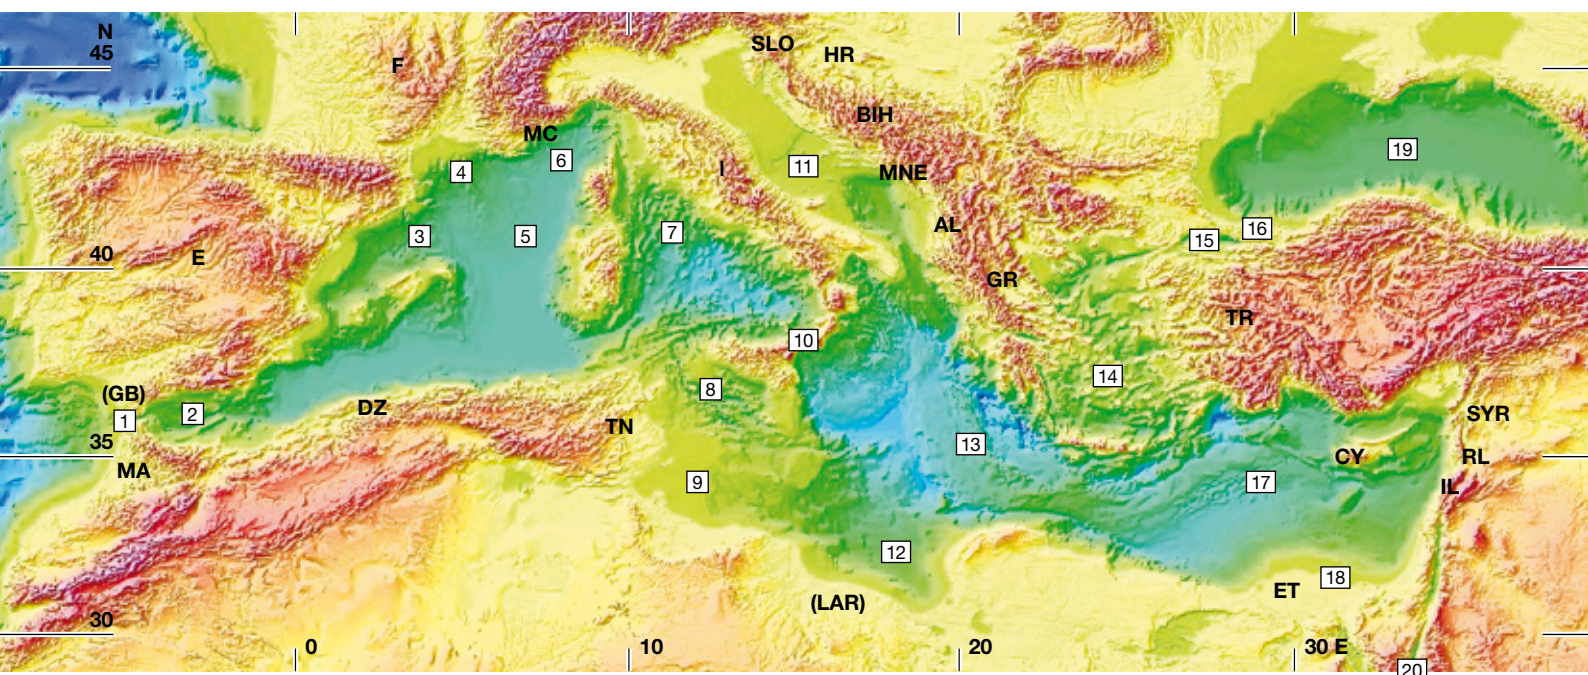 N
45
F
SLO
HR
BIH
MC
6
4
I
11
MNE
19
40
E
3
5
7
AL
15
16
GR
TR
10
14
(GB)
1
2
DZ
8
TN
35
MA
13
SYR
CY
RL
9
17
IL
12
18
ET
(LAR)
30
0
10
20
30 E
20